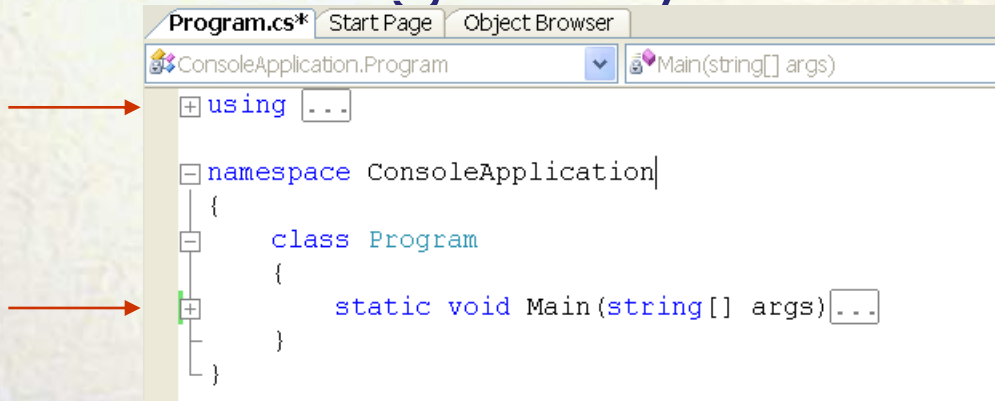 Program.cs* Start Page Object Browser
ConsoleApplication.Program Main(string[] args)
using ...
namespace ConsoleApplication
{
class Program
{
static void Main(string[] args)...
}
}